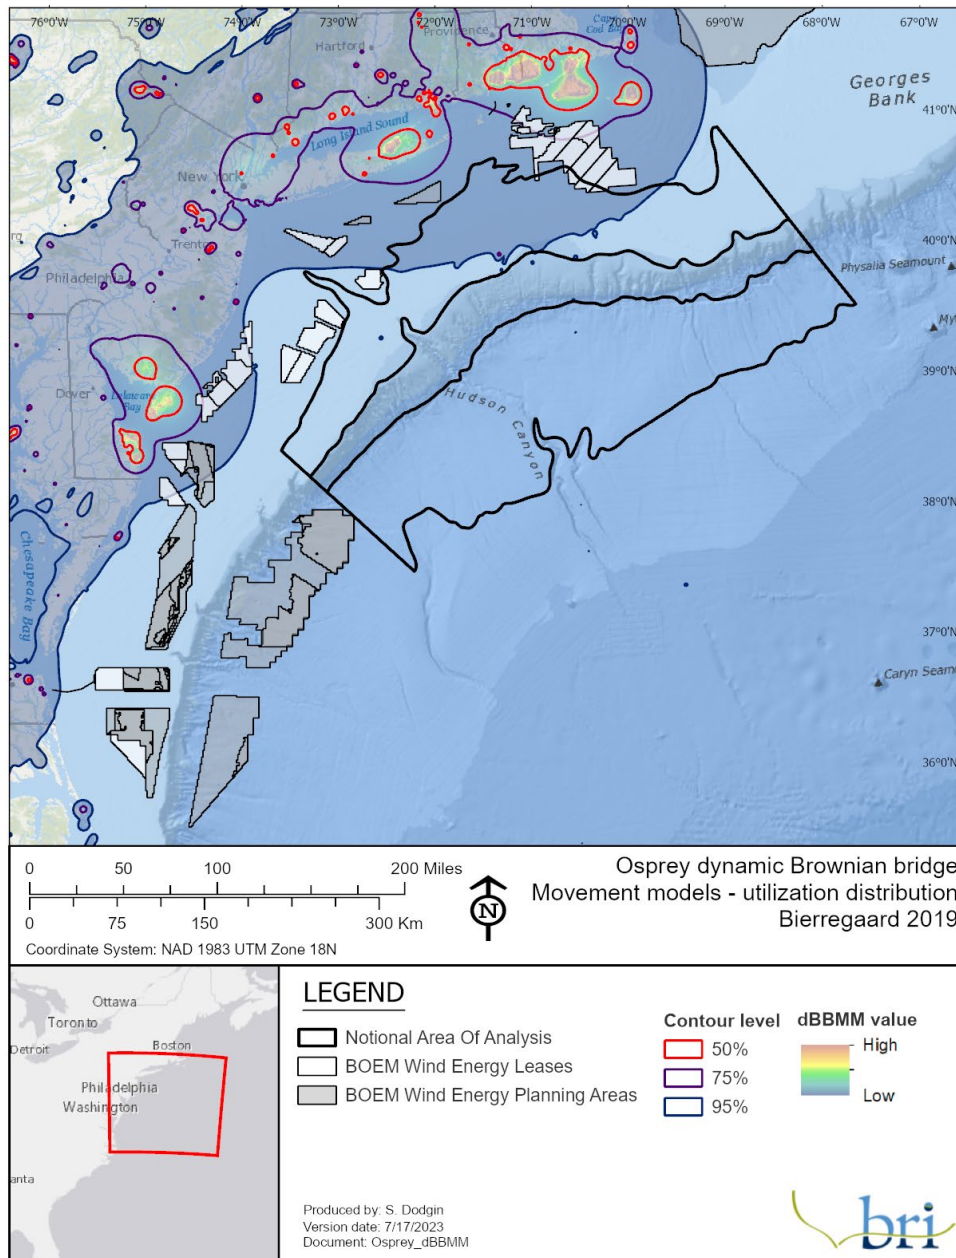 76°0'W 75°0'W 74°0'W 73°0'W 72°0'W 71°0'W 70°0'W 69°0'W 68°0'W 67°0'W
Hartford
Providence
Cod Bay
Georges
Bank
41°0'N
Long Island Sound
New York
Trenton
40°0'N
Physalia Seamount
Philadelphia
My
39°0'N
Dover
Delaware
Bay
Hudson
Canyon
38°0'N
Chesapeake Bay
37°0'N
Caryn Seam
36°0'N
0 50 100 200 Miles
0 75 150 300 Km
Coordinate System: NAD 1983 UTM Zone 18N
N
Osprey dynamic Brownian bridge
Movement models - utilization distribution
Bierregaard 2019
Ottawa
Toronto
Detroit
Boston
Philadelphia
Washington
anta
LEGEND
Notional Area Of Analysis
BOEM Wind Energy Leases
BOEM Wind Energy Planning Areas
Contour level
50%
75%
95%
dBBMM value
High
Low
Produced by: S. Dodgin
Version date: 7/17/2023
Document: Osprey_dBBMM
bri